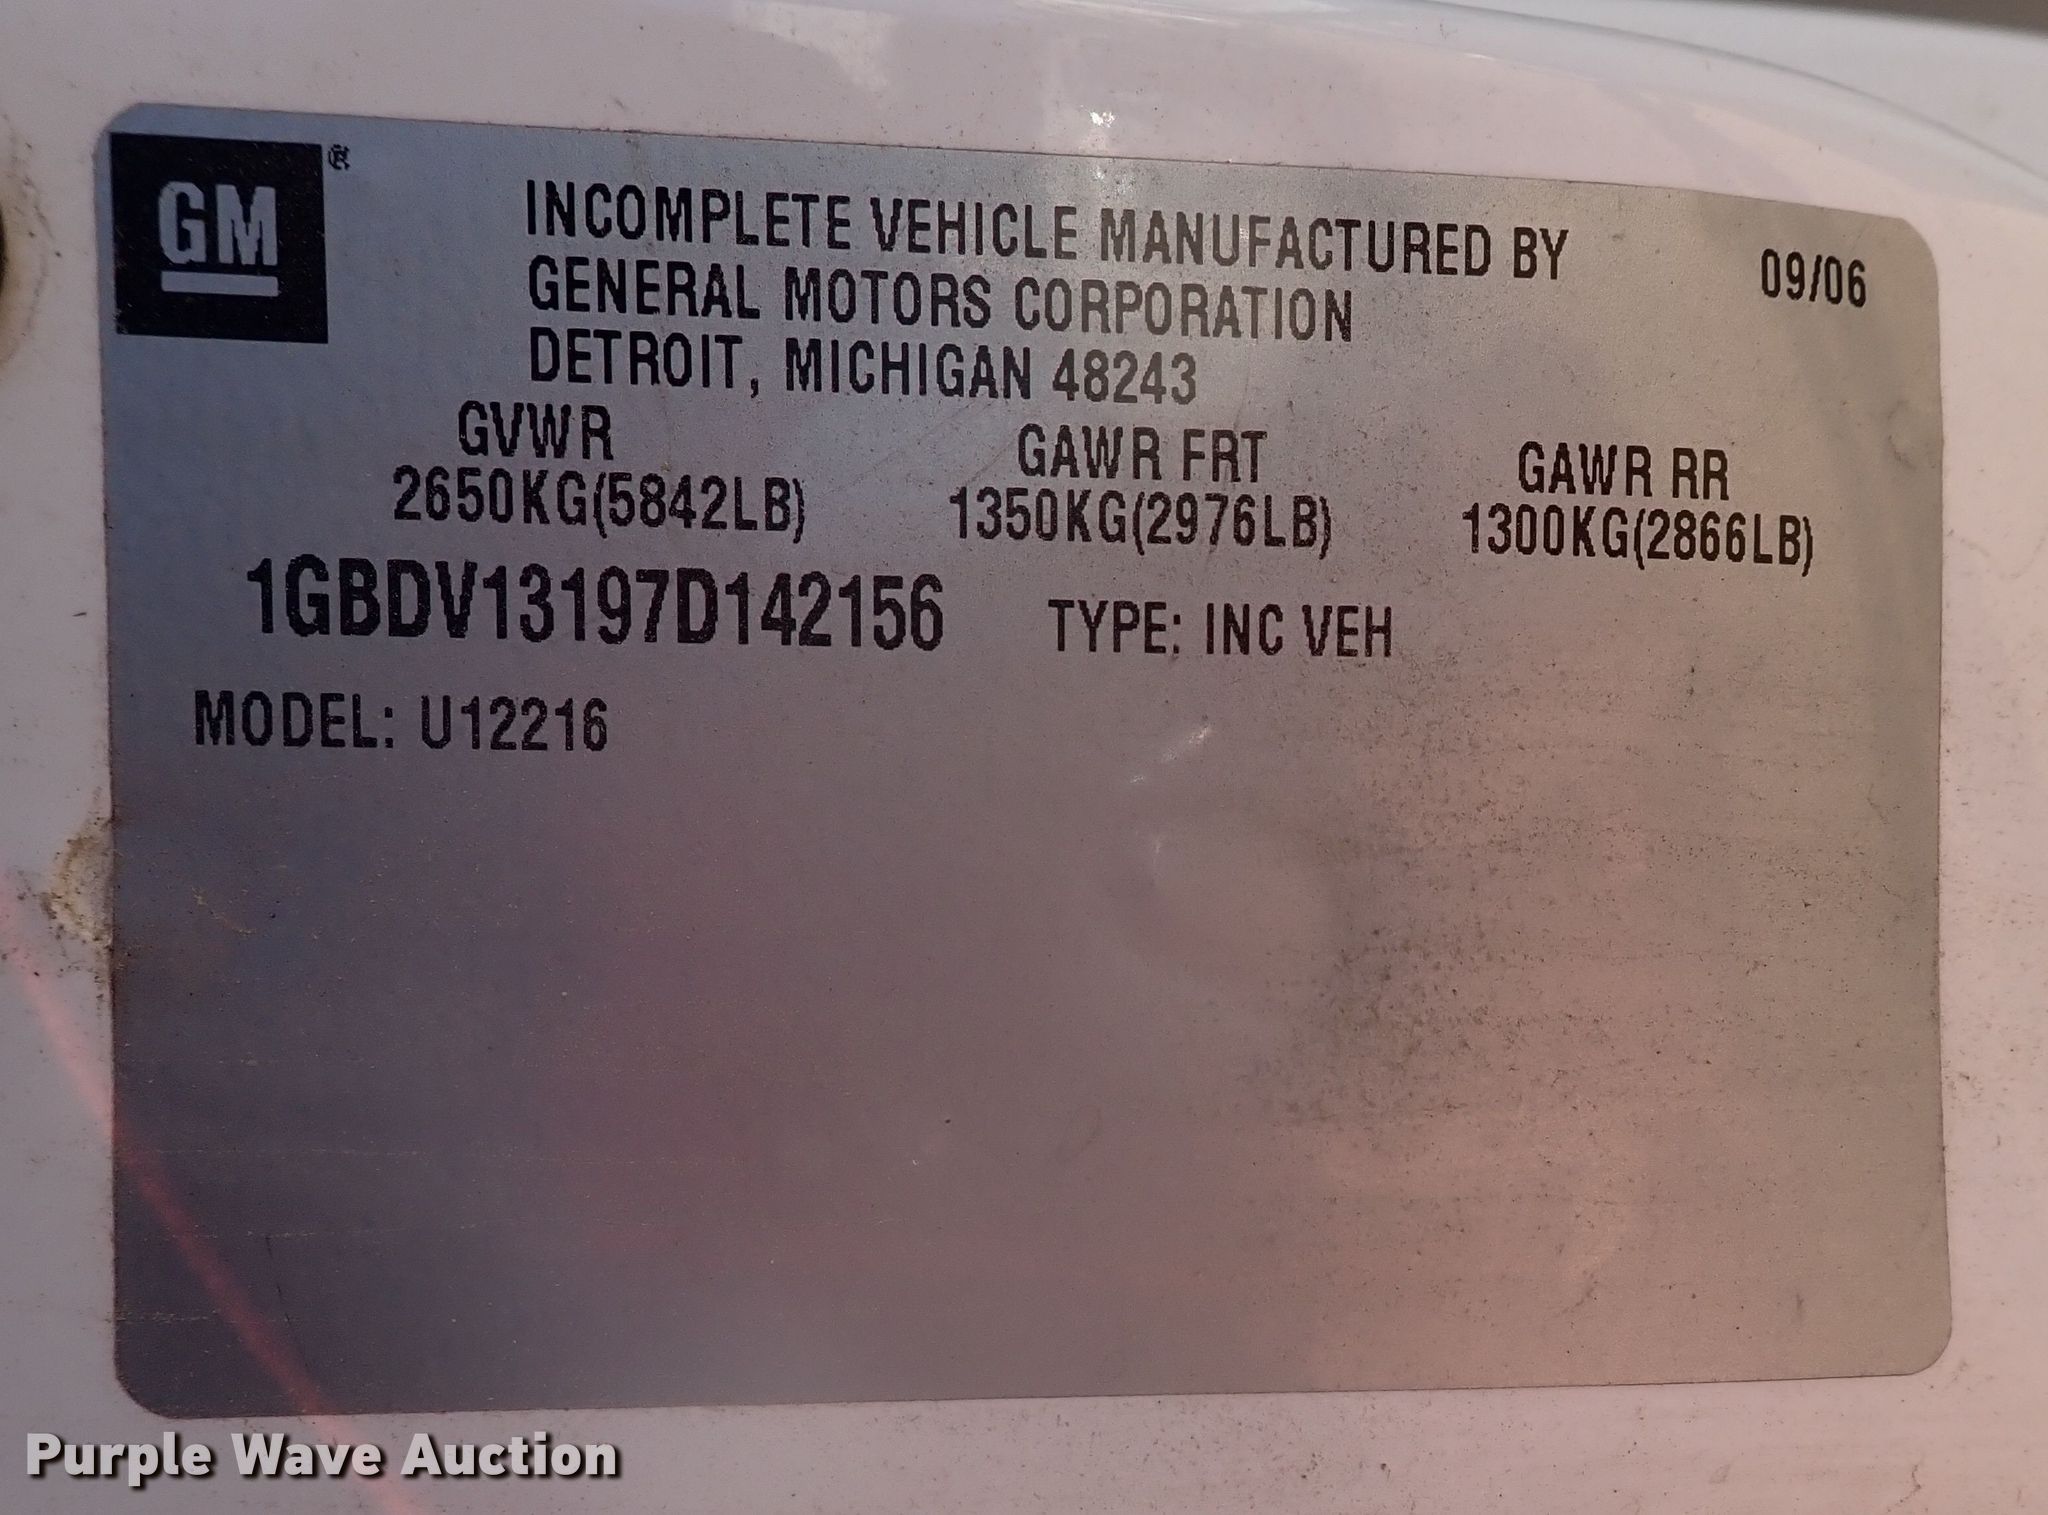 GM ®
INCOMPLETE VEHICLE MANUFACTURED BY
GENERAL MOTORS CORPORATION
DETROIT, MICHIGAN 48243
09/06
GVWR GAWR FRT GAWR RR
2650KG(5842LB) 1350KG(2976LB) 1300KG(2866LB)
1GBDV13197D142156 TYPE: INC VEH
MODEL: U12216
Purple Wave Auction